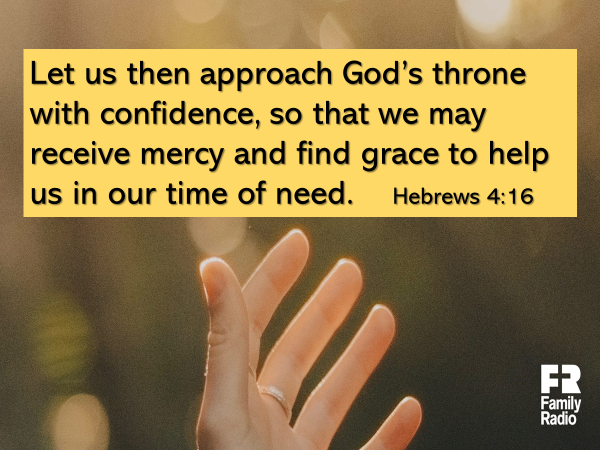 Let us then approach God’s throne
with confidence, so that we may
receive mercy and find grace to help
us in our time of need. Hebrews 4:16
FR
Family
Radio